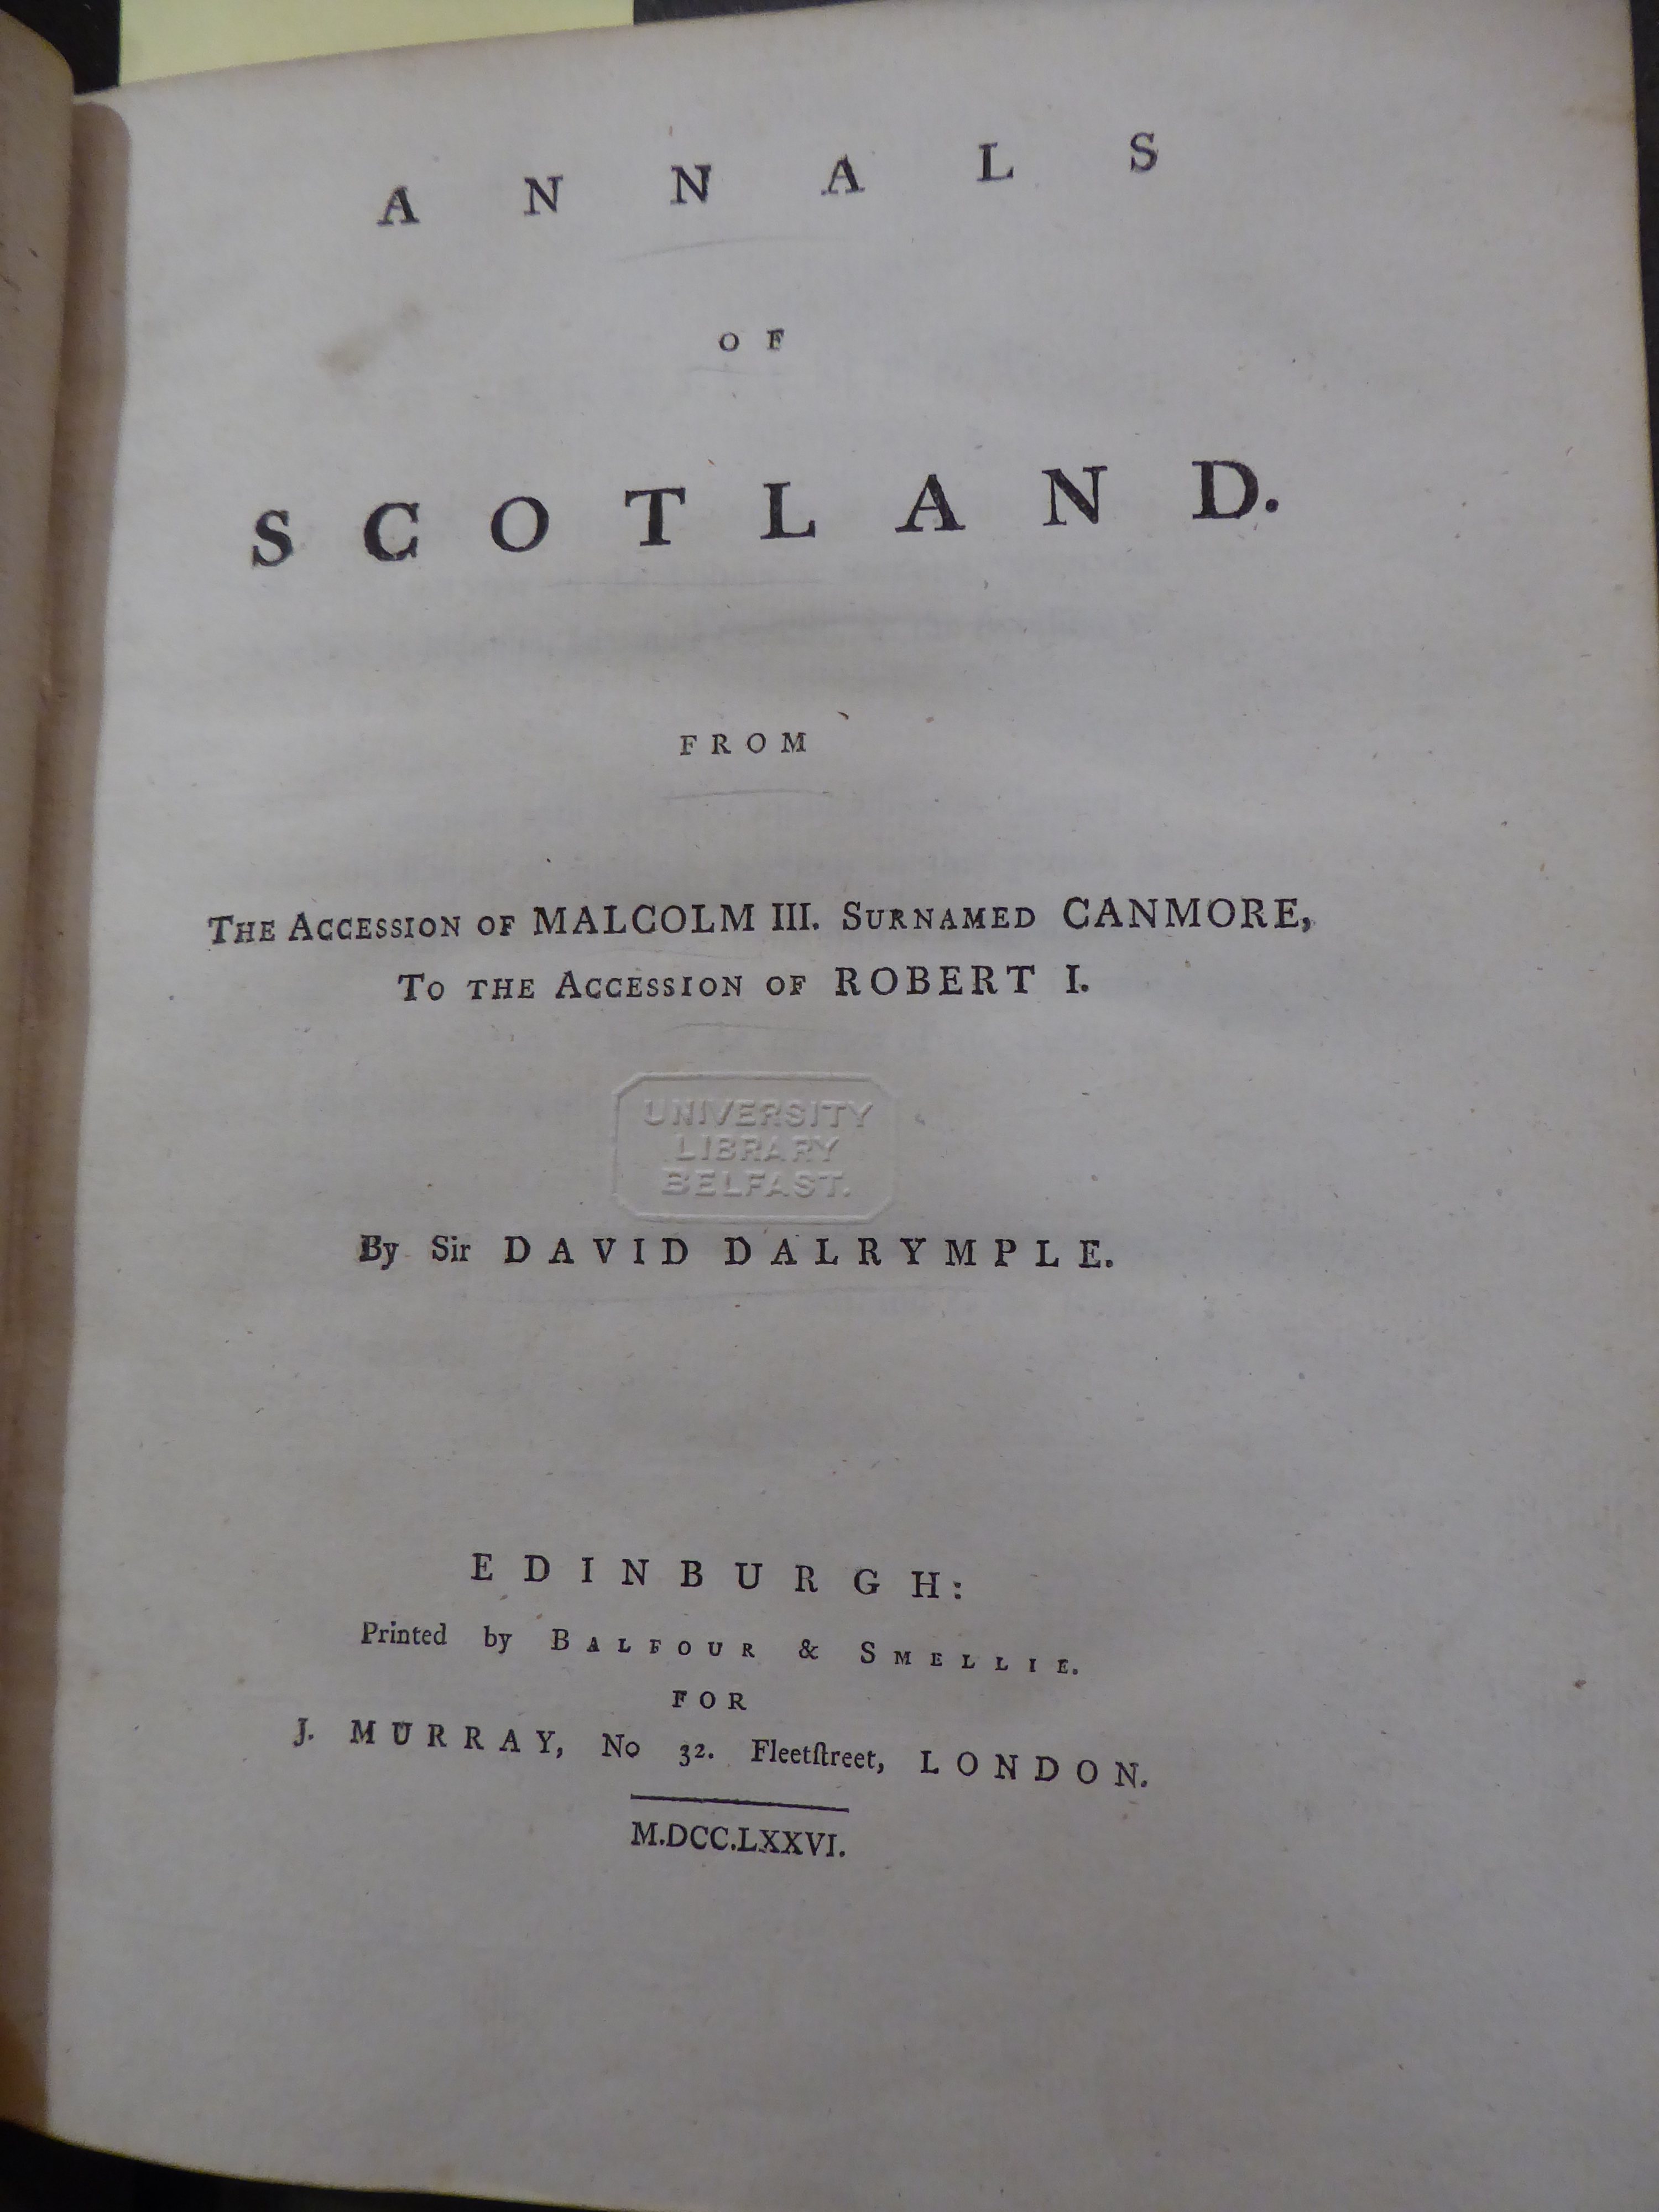 ANNALS
OF
SCOTLAND.
FROM
THE ACCESSION OF MALCOLM III. SURNAMED CANMORE,
TO THE ACCESSION OF ROBERT I.
UNIVERSITY
LIBRARY
BELFAST.
By Sir DAVID DALRYMPLE.
EDINBURGH:
Printed by BALFOUR & SMELLIE.
FOR
J. MURRAY, No 32. Fleetſtreet, LONDON.
M.DCC.LXXVI.